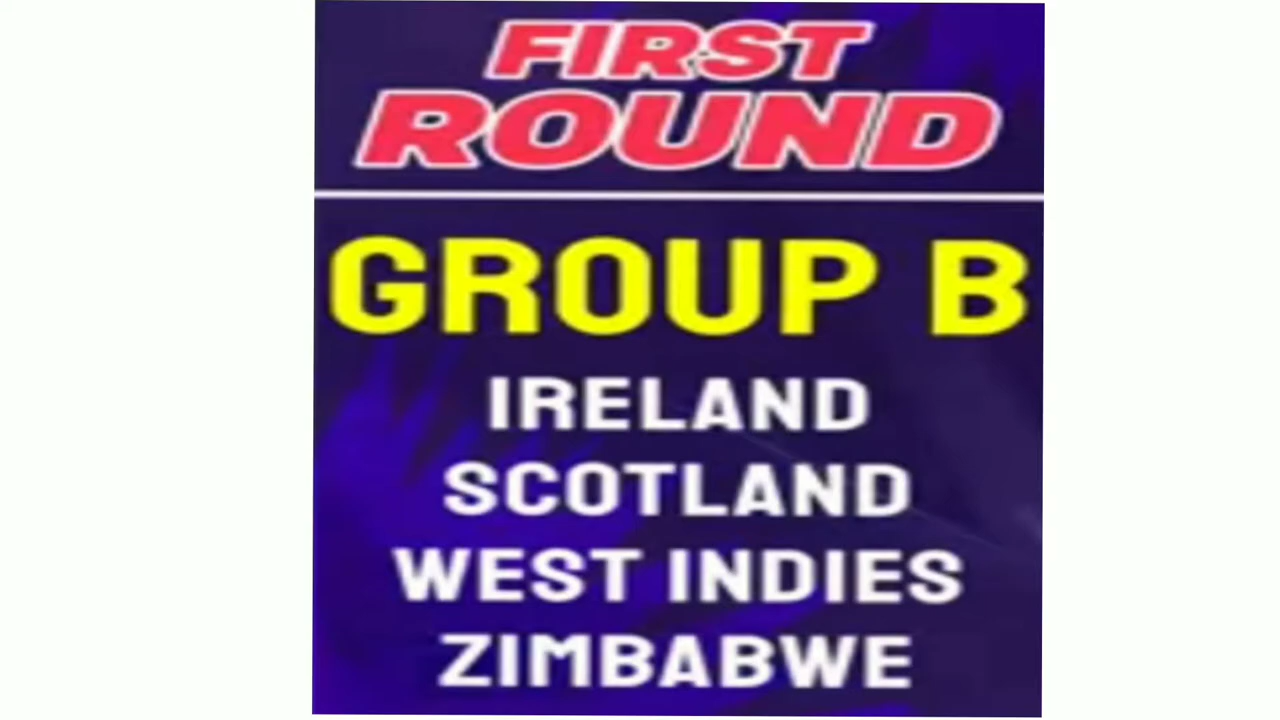 FIRST
ROUND
GROUP B
IRELAND
SCOTLAND
WEST INDIES
ZIMBABWE